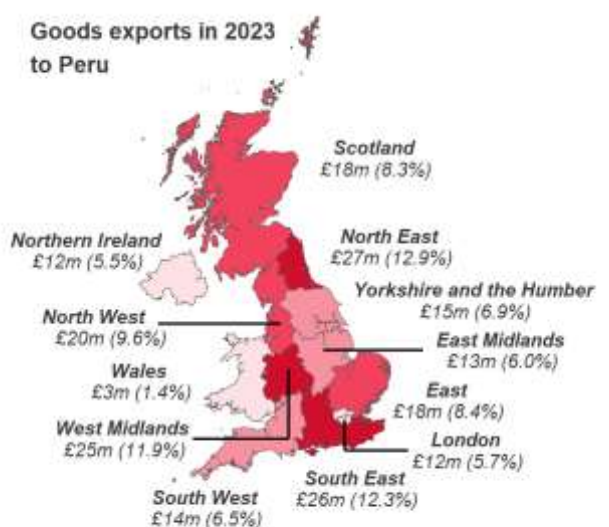 Goods exports in 2023
to Peru
Scotland
£18m (8.3%)
Northern Ireland
£12m (5.5%)
North East
£27m (12.9%)
Yorkshire and the Humber
£15m (6.9%)
North West
£20m (9.6%)
East Midlands
£13m (6.0%)
Wales
£3m (1.4%)
East
£18m (8.4%)
West Midlands
£25m (11.9%)
London
£12m (5.7%)
South East
£26m (12.3%)
South West
£14m (6.5%)